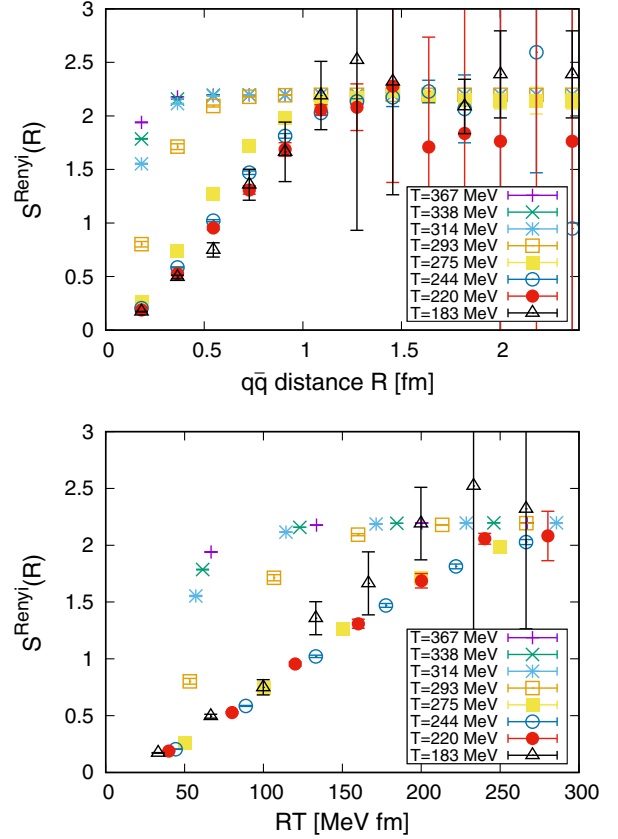 3
2.5
2
1.5
1
0.5
0
S^Renyi(R)
T=367 MeV
T=338 MeV
T=314 MeV
T=293 MeV
T=275 MeV
T=244 MeV
T=220 MeV
T=183 MeV
0 0.5 1 1.5 2
qq̄ distance R [fm]
3
2.5
2
1.5
1
0.5
0
S^Renyi(R)
T=367 MeV
T=338 MeV
T=314 MeV
T=293 MeV
T=275 MeV
T=244 MeV
T=220 MeV
T=183 MeV
0 50 100 150 200 250 300
RT [MeV fm]